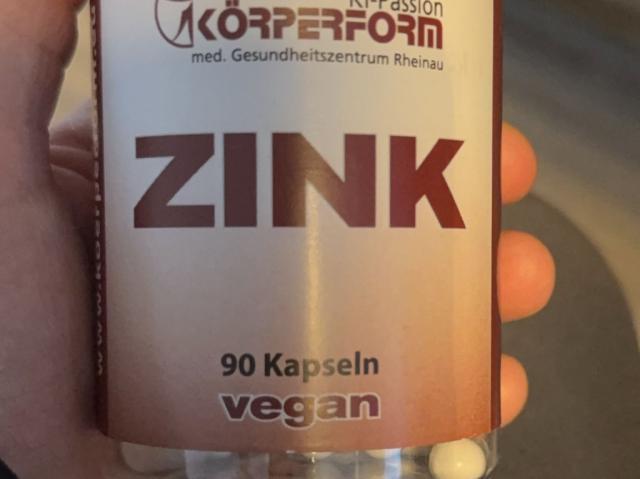 KÖRPERFORM
med. Gesundheitszentrum Rheinau
ZINK
90 Kapseln
vegan